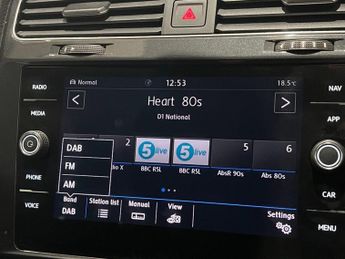 RADIO
MEDIA
PHONE
VOICE
Normal 12:53 18.5°C
Heart 80s
D1 National
DAB
FM
AM
2 5 live 5 live 5 6
ho X BBC R5L BBC R5L AbsR 90s Abs 80s
Band
DAB
Station list
Manual
View
Settings
NAV
APP
CAR
MENU